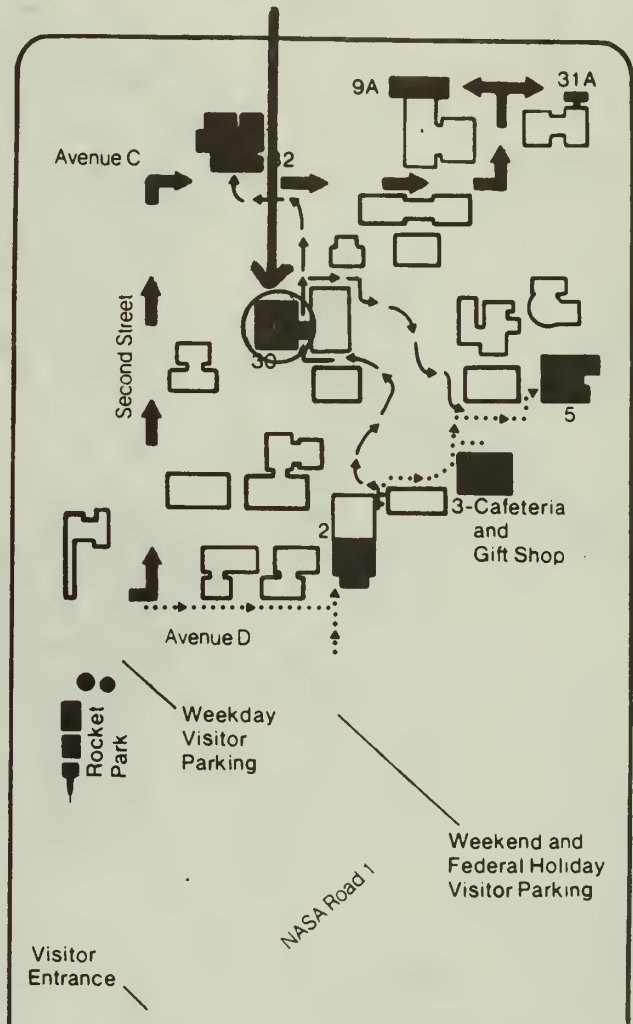 9A
31A
Avenue C
32
Second Street
30
5
3-Cafeteria
and
Gift Shop
2
Avenue D
Rocket
Park
Weekday
Visitor
Parking
Weekend and
Federal Holiday
Visitor Parking
NASA Road 1
Visitor
Entrance